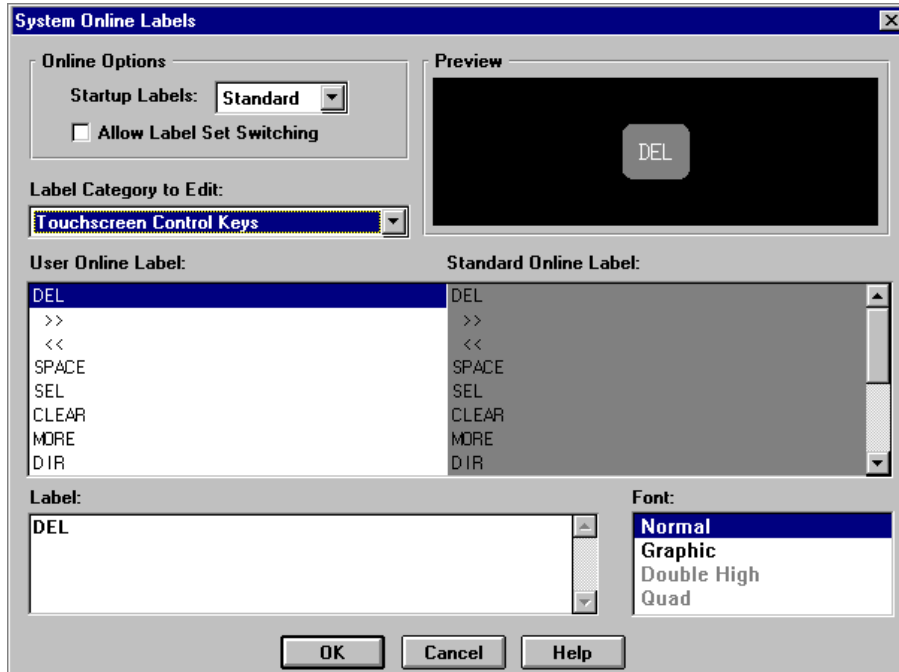 System Online Labels
Online Options
Startup Labels: Standard
Allow Label Set Switching
Preview
DEL
Label Category to Edit:
Touchscreen Control Keys
User Online Label: Standard Online Label:
DEL DEL
>> >>
<< <<
SPACE SPACE
SEL SEL
CLEAR CLEAR
MORE MORE
DIR DIR
Label:
DEL
Font:
Normal
Graphic
Double High
Quad
OK Cancel Help